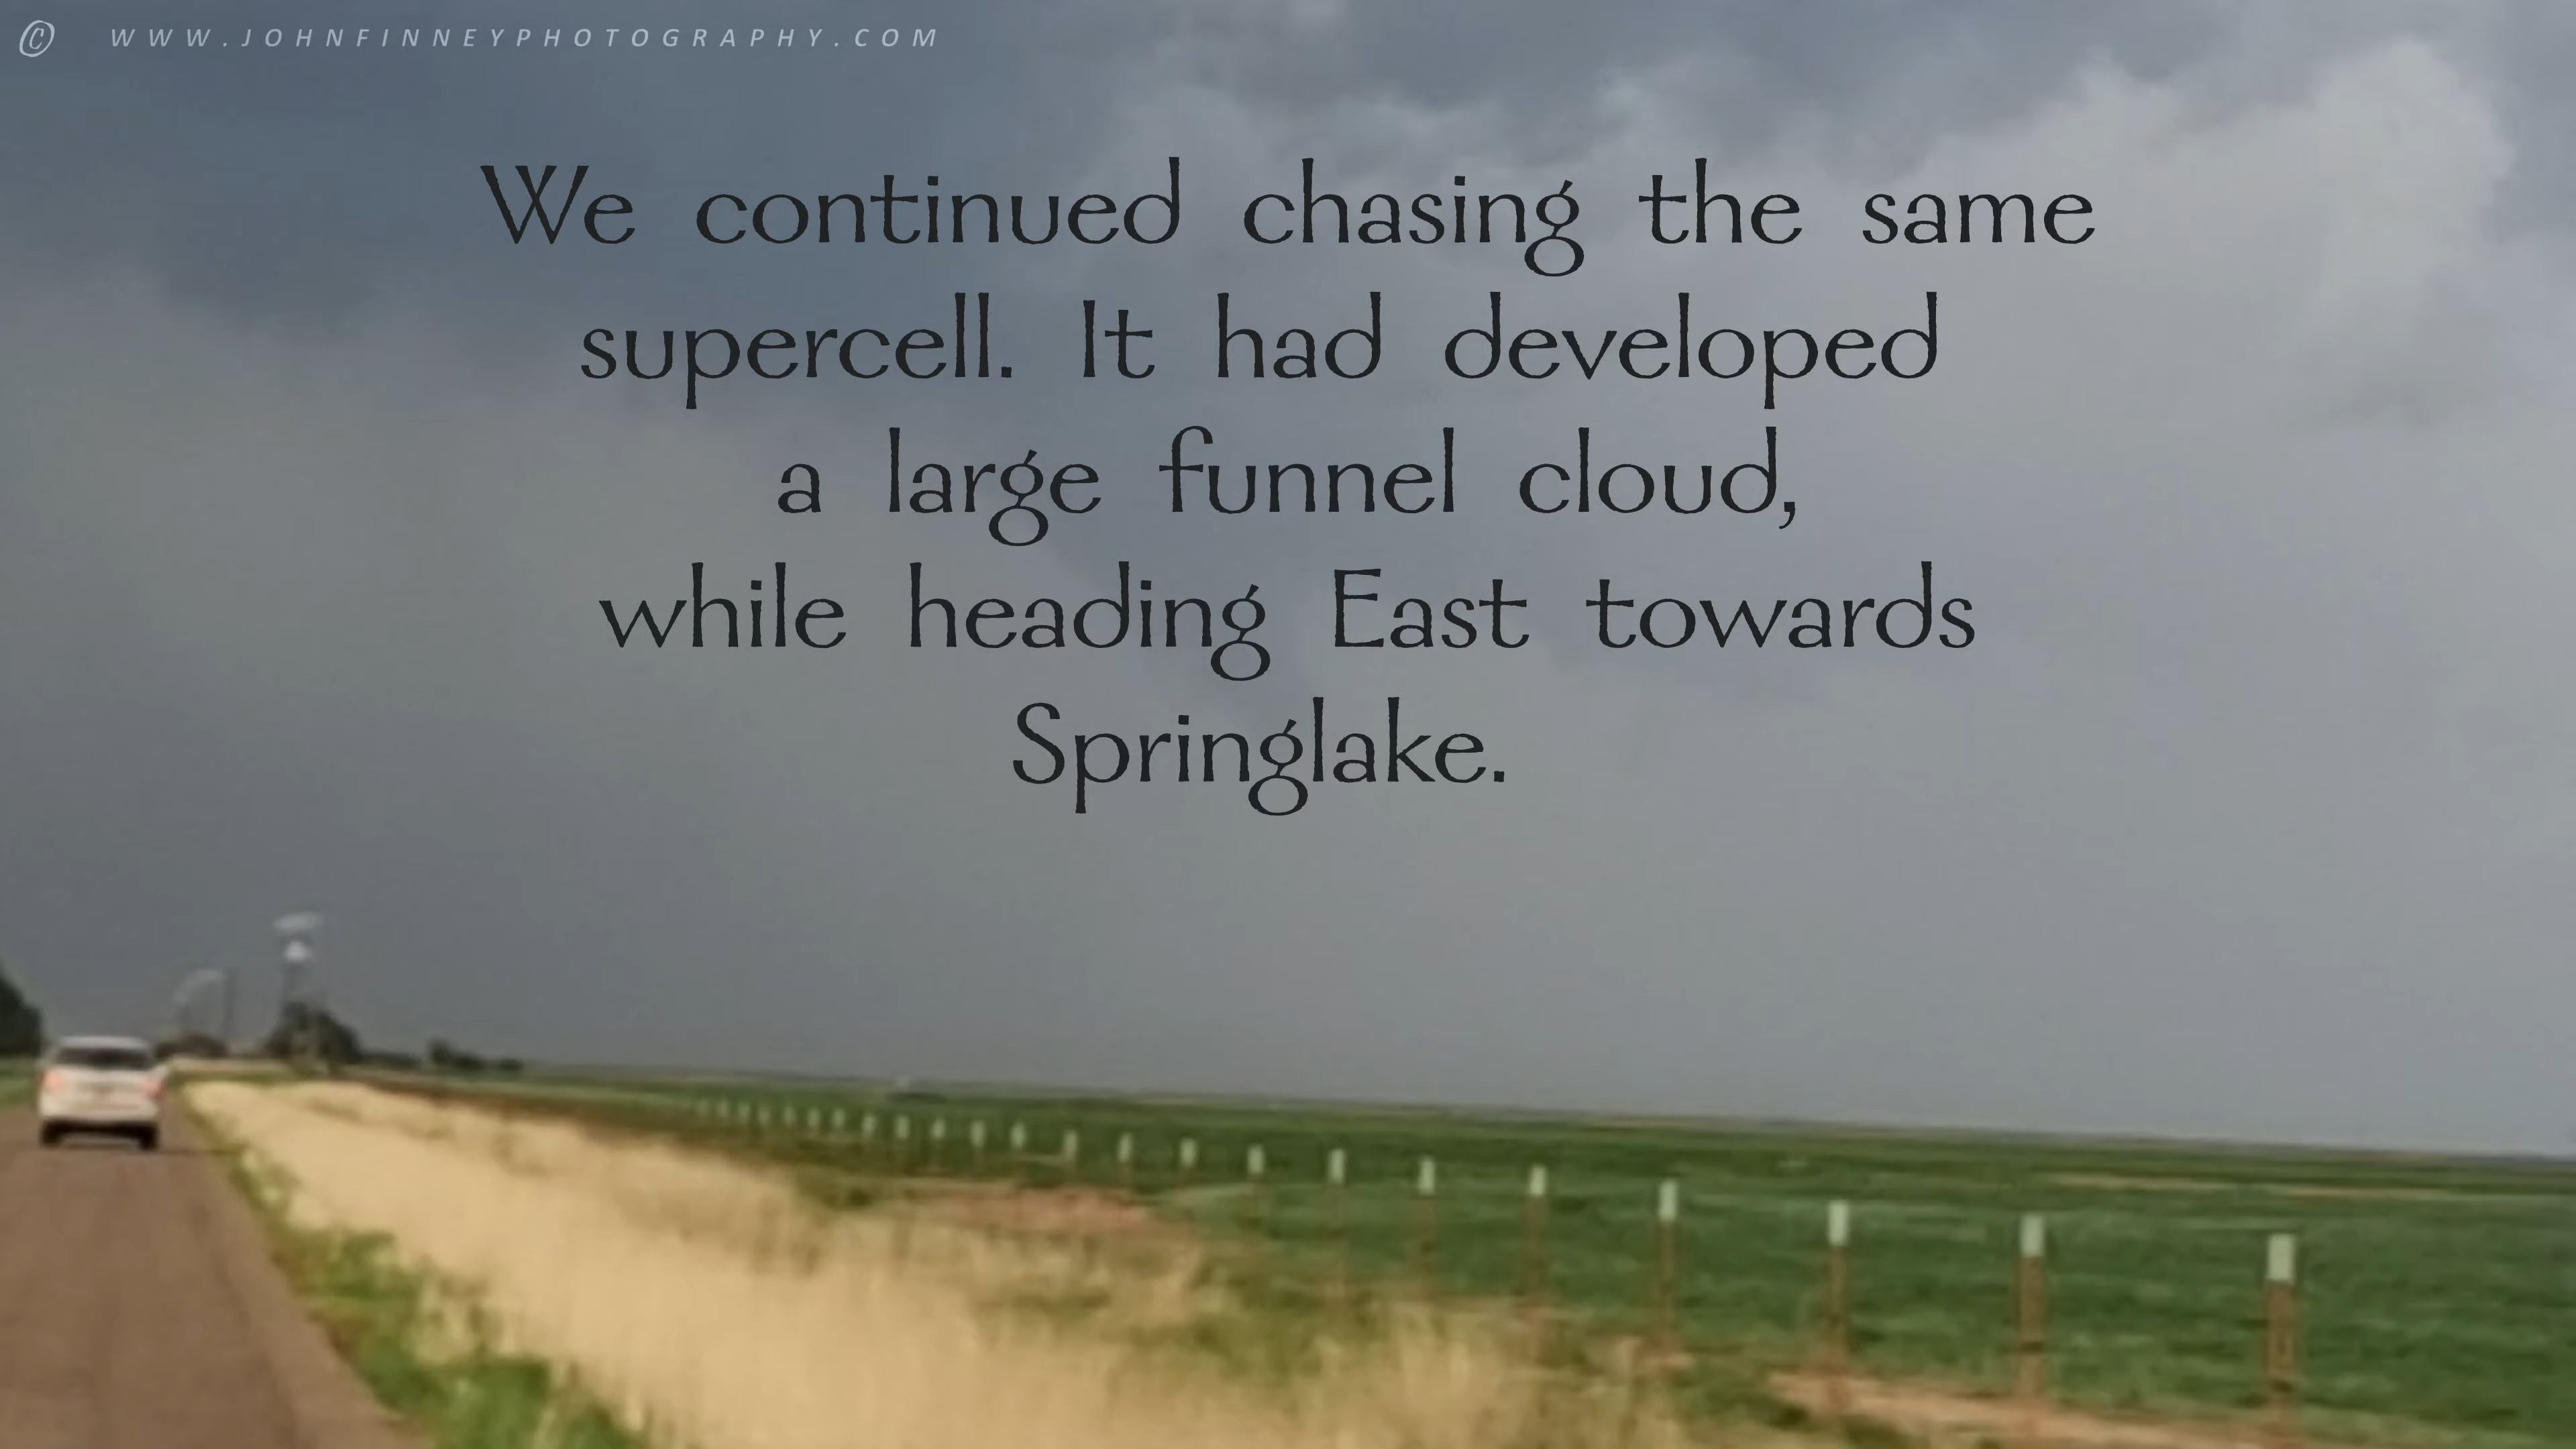 © WWW.JOHNFINNEYPHOTOGRAPHY.COM
We continued chasing the same
supercell. It had developed
a large funnel cloud,
while heading East towards
Springlake.